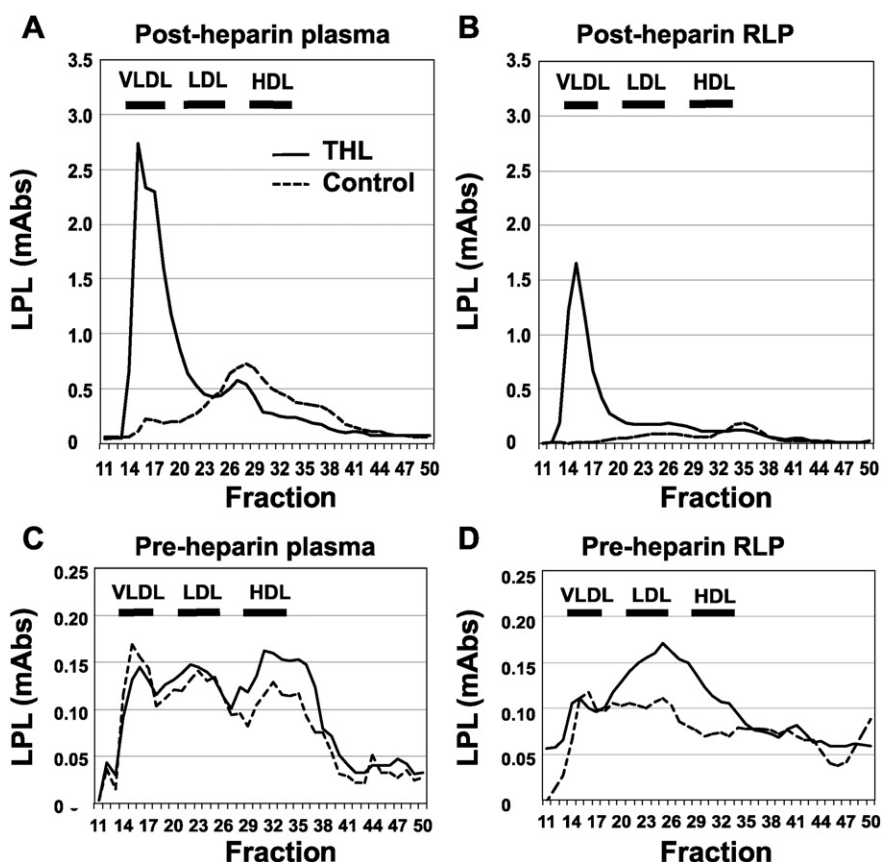 A Post-heparin plasma
3.5
3.0
2.5
2.0
1.5
1.0
0.5
0
LPL (mAbs)
VLDL LDL HDL
THL
Control
11 14 17 20 23 26 29 32 35 38 41 44 47 50
Fraction
B Post-heparin RLP
3.5
3.0
2.5
2.0
1.5
1.0
0.5
0
LPL (mAbs)
VLDL LDL HDL
11 14 17 20 23 26 29 32 35 38 41 44 47 50
Fraction
C Pre-heparin plasma
0.25
0.20
0.15
0.10
0.05
0
LPL (mAbs)
VLDL LDL HDL
11 14 17 20 23 26 29 32 35 38 41 44 47 50
Fraction
D Pre-heparin RLP
0.25
0.20
0.15
0.10
0.05
0
LPL (mAbs)
VLDL LDL HDL
11 14 17 20 23 26 29 32 35 38 41 44 47 50
Fraction